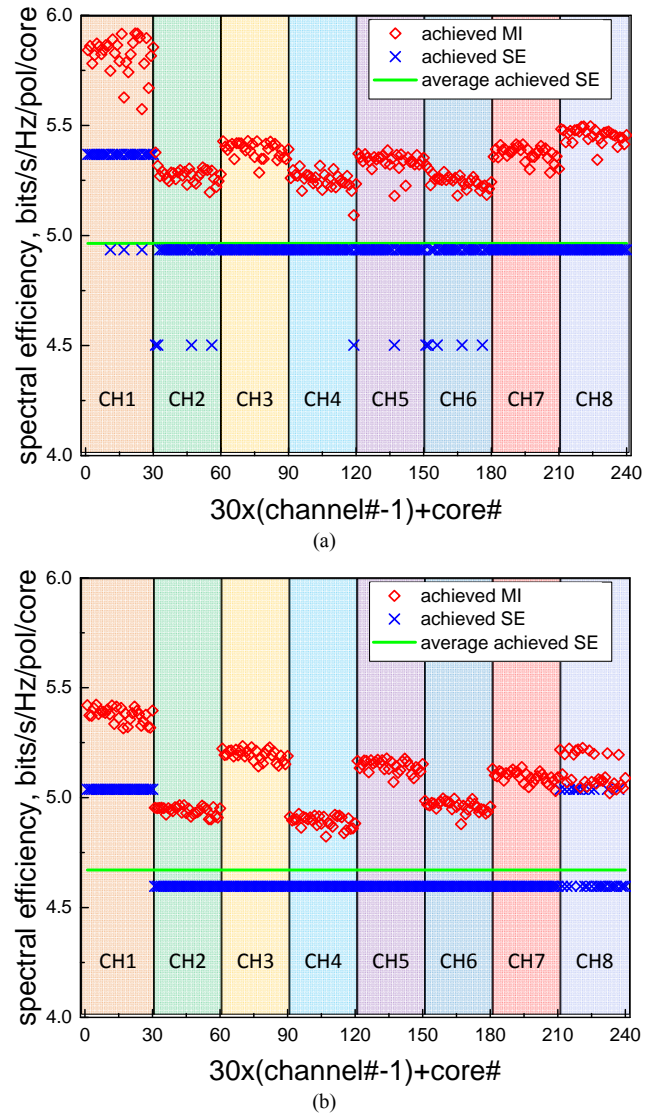 spectral efficiency, bits/s/Hz/pol/core
6.0
5.5
5.0
4.5
4.0
achieved MI
achieved SE
average achieved SE
CH1 CH2 CH3 CH4 CH5 CH6 CH7 CH8
0 30 60 90 120 150 180 210 240
30x(channel#-1)+core#
(a)
spectral efficiency, bits/s/Hz/pol/core
6.0
5.5
5.0
4.5
4.0
achieved MI
achieved SE
average achieved SE
CH1 CH2 CH3 CH4 CH5 CH6 CH7 CH8
0 30 60 90 120 150 180 210 240
30x(channel#-1)+core#
(b)